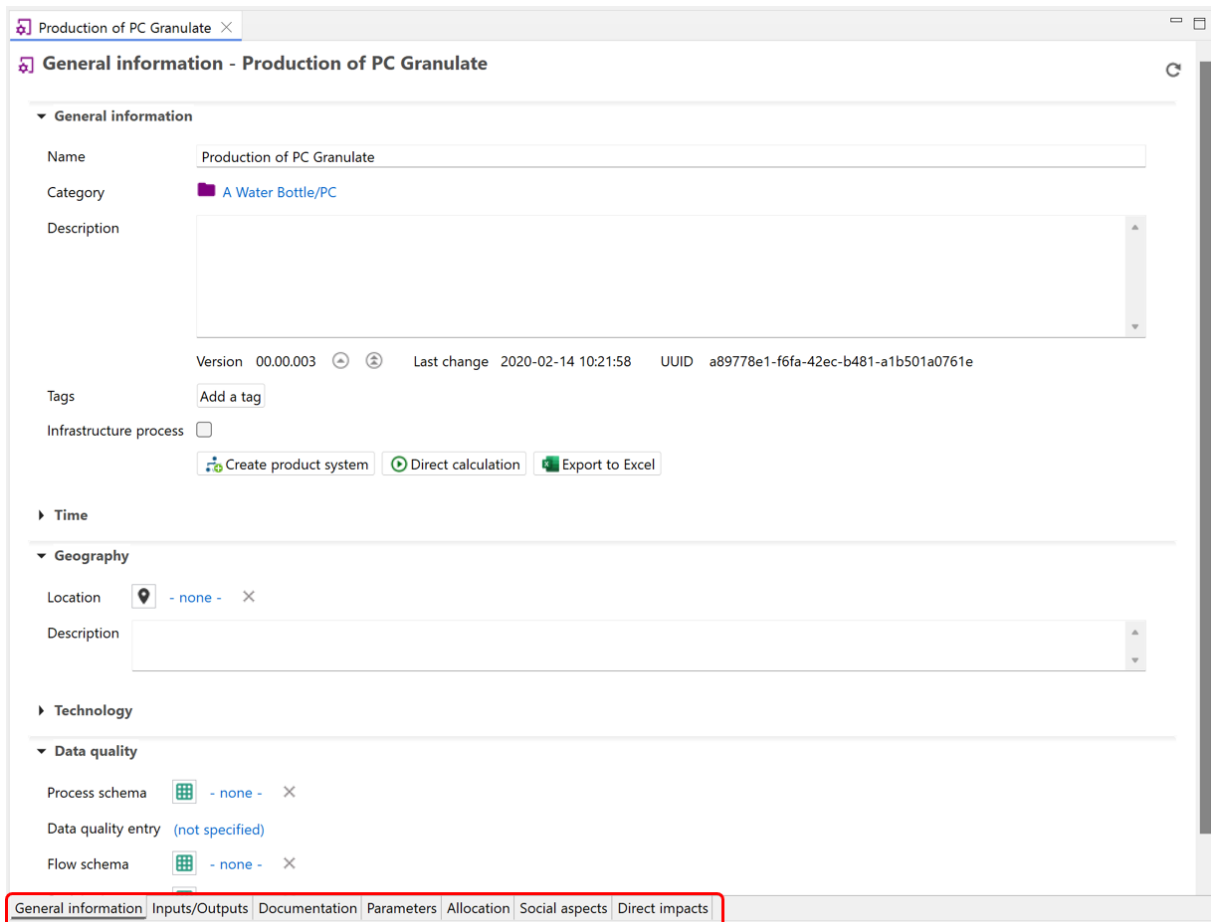 Production of PC Granulate
General information - Production of PC Granulate
General information
Name Production of PC Granulate
Category A Water Bottle/PC
Description
Version 00.00.003 Last change 2020-02-14 10:21:58 UUID a89778e1-f6fa-42ec-b481-a1b501a0761e
Tags Add a tag
Infrastructure process
Create product system Direct calculation Export to Excel
Time
Geography
Location - none -
Description
Technology
Data quality
Process schema - none -
Data quality entry (not specified)
Flow schema - none -
General information Inputs/Outputs Documentation Parameters Allocation Social aspects Direct impacts